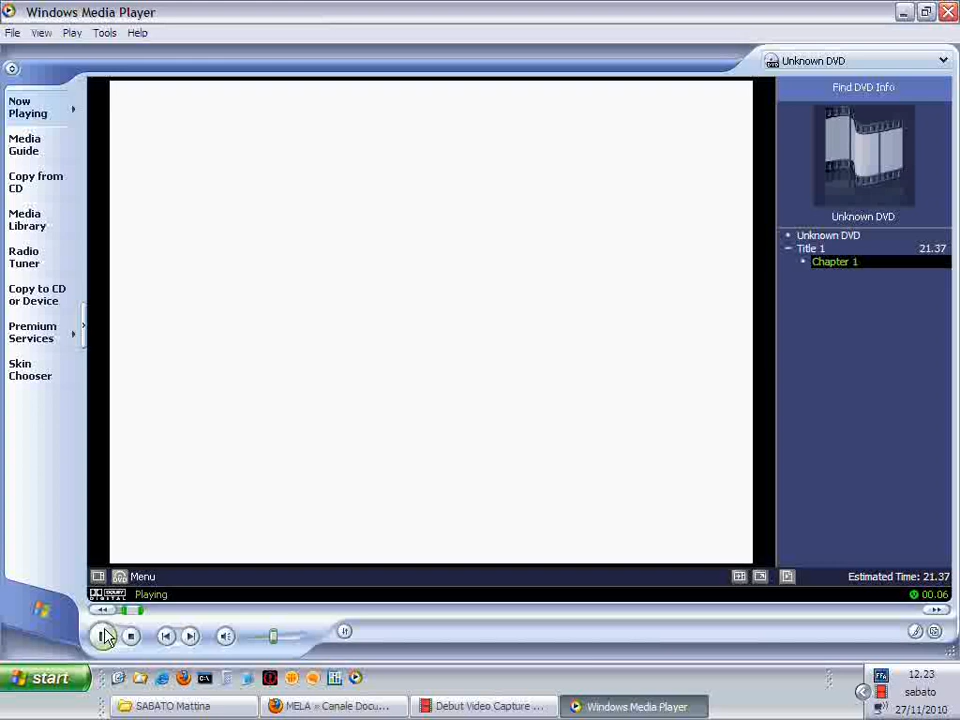 Windows Media Player
File View Play Tools Help
Unknown DVD
Now
Playing
Media
Guide
Copy from
CD
Media
Library
Radio
Tuner
Copy to CD
or Device
Premium
Services
Skin
Chooser
Find DVD Info
Unknown DVD
Unknown DVD
Title 1 21.37
Chapter 1
Menu
Estimated Time: 21.37
DOLBY DIGITAL
Playing
00.06
start
12.23
sabato
27/11/2010
SABATO Mattina
MELA » Canale Docu...
Debut Video Capture ...
Windows Media Player